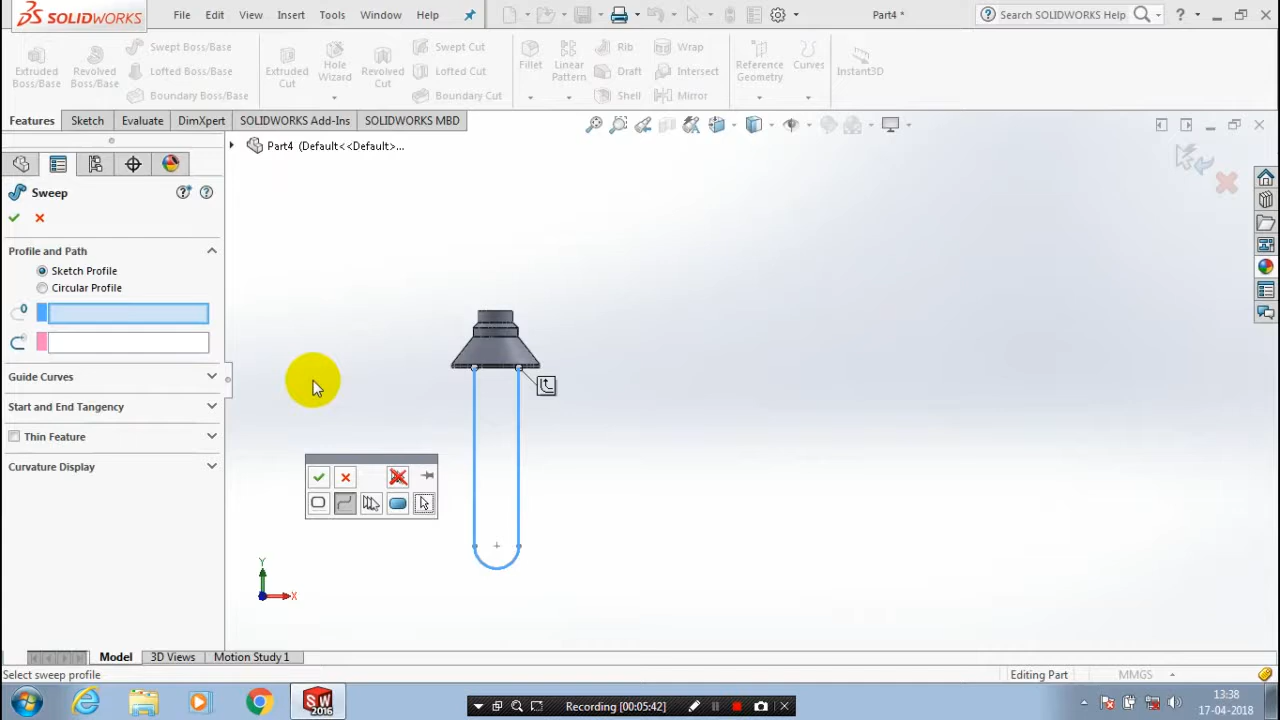 SOLIDWORKS File Edit View Insert Tools Window Help Part4 * Search SOLIDWORKS Help ?
Extruded Boss/Base
Revolved Boss/Base
Swept Boss/Base
Lofted Boss/Base
Boundary Boss/Base
Extruded Cut
Hole Wizard
Revolved Cut
Swept Cut
Lofted Cut
Boundary Cut
Fillet
Linear Pattern
Rib
Draft
Shell
Wrap
Intersect
Mirror
Reference Geometry
Curves
Instant3D
Features Sketch Evaluate DimXpert SOLIDWORKS Add-Ins SOLIDWORKS MBD
Part4 (Default<<Default>...
Sweep
Profile and Path
Sketch Profile
Circular Profile
Guide Curves
Start and End Tangency
Thin Feature
Curvature Display
Y
X
Model 3D Views Motion Study 1
Select sweep profile Editing Part MMGS
SW 2016
Recording [00:05:42]
13:38
17-04-2018